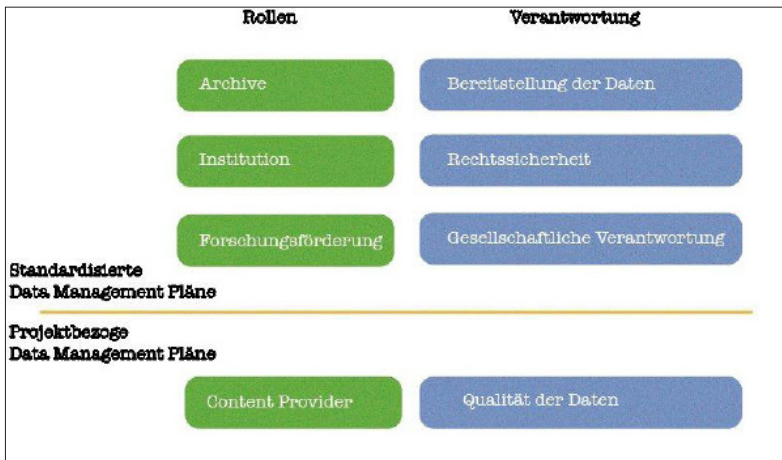 Rollen Verantwortung
Archive Bereitstellung der Daten
Institution Rechtssicherheit
Forschungsförderung Gesellschaftliche Verantwortung
Standardisierte
Data Management Pläne
Projektbezoge
Data Management Pläne
Content Provider Qualität der Daten